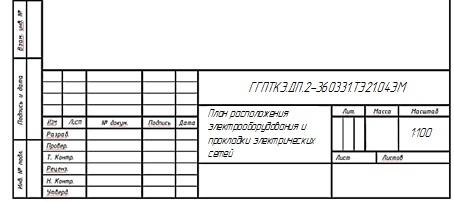 Взам. инв. №
Подпись и дата
Инв. № подл.
ГГПТКЭ.ДП.2-360331.ТЭ21.04.ЭМ
Изм Лист № докум. Подпись Дата
Разраб.
Провер.
Т. Контр.
Реценз.
Н. Контр.
Утверд.
План расположения
электрооборудования и
прокладки электрических
сетей
Лит. Масса Масштаб
1:100
Лист Листов